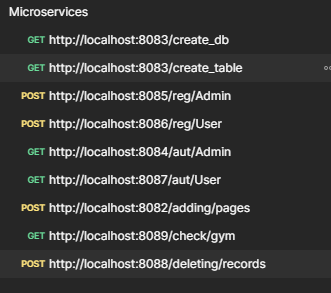 Microservices
GET http://localhost:8083/create_db
GET http://localhost:8083/create_table
POST http://localhost:8085/reg/Admin
POST http://localhost:8086/reg/User
GET http://localhost:8084/aut/Admin
GET http://localhost:8087/aut/User
POST http://localhost:8082/adding/pages
GET http://localhost:8089/check/gym
POST http://localhost:8088/deleting/records